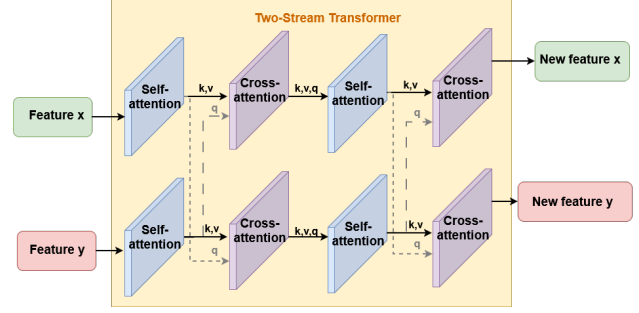 Two-Stream Transformer
Self-
attention
k,v
Cross-
attention
q
k,v,q
Self-
attention
k,v
Cross-
attention
q
New feature x
Feature x
Self-
attention
k,v
Cross-
attention
q
k,v,q
Self-
attention
k,v
Cross-
attention
q
New feature y
Feature y